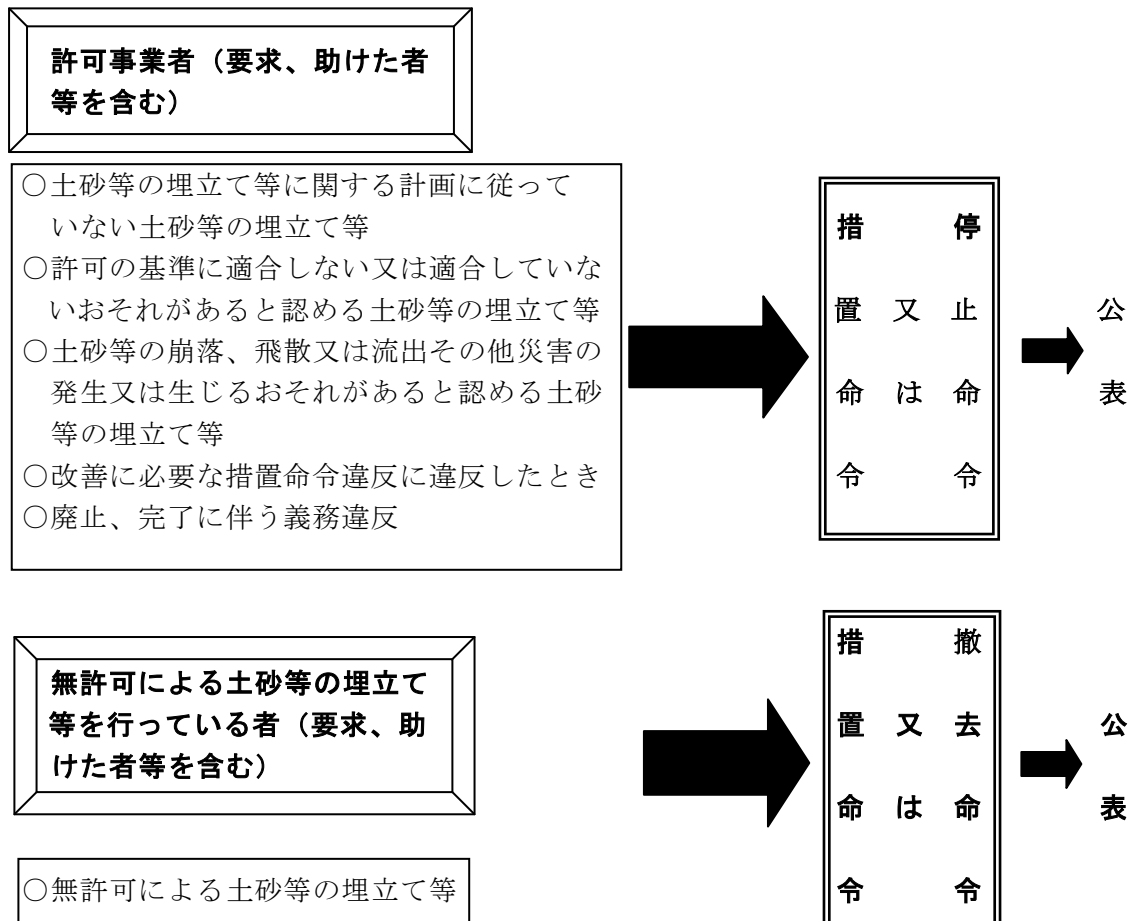 許可事業者（要求、助けた者
等を含む）
○土砂等の埋立て等に関する計画に従って
いない土砂等の埋立て等
○許可の基準に適合しない又は適合していな
いおそれがあると認める土砂等の埋立て等
○土砂等の崩落、飛散又は流出その他災害の
発生又は生じるおそれがあると認める土砂
等の埋立て等
○改善に必要な措置命令違反に違反したとき
○廃止、完了に伴う義務違反
停止命令
又は
措置命令
公表
無許可による土砂等の埋立て
等を行っている者（要求、助
けた者等を含む）
○無許可による土砂等の埋立て等
撤去命令
又は
措置命令
公表